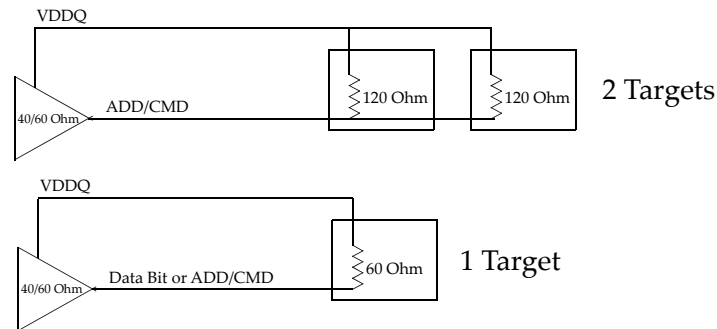 VDDQ
ADD/CMD
40/60 Ohm
120 Ohm
120 Ohm
2 Targets
VDDQ
Data Bit or ADD/CMD
40/60 Ohm
60 Ohm
1 Target